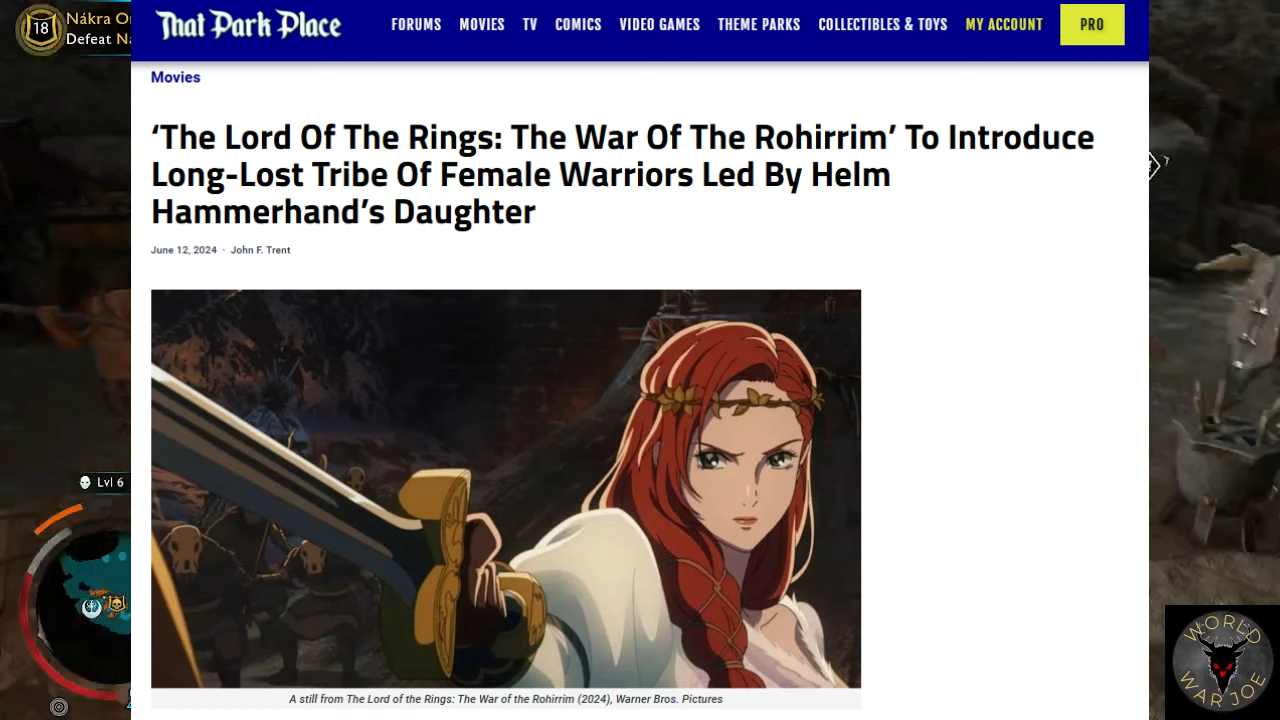 18
Nákra O
Defeat Na
That Park Place
FORUMS MOVIES TV COMICS VIDEO GAMES THEME PARKS COLLECTIBLES & TOYS MY ACCOUNT PRO
Movies
‘The Lord Of The Rings: The War Of The Rohirrim’ To Introduce
Long-Lost Tribe Of Female Warriors Led By Helm
Hammerhand’s Daughter
June 12, 2024 · John F. Trent
Lvl 6
A still from The Lord of the Rings: The War of the Rohirrim (2024), Warner Bros. Pictures
WORLD
WAR JOE